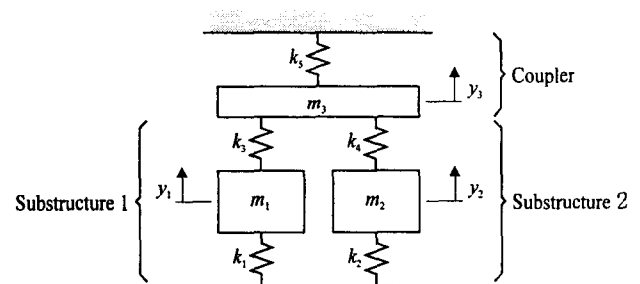 k₅
Coupler
m₃
y₃
k₃
k₄
Substructure 1
y₁
m₁
m₂
y₂
Substructure 2
k₁
k₂